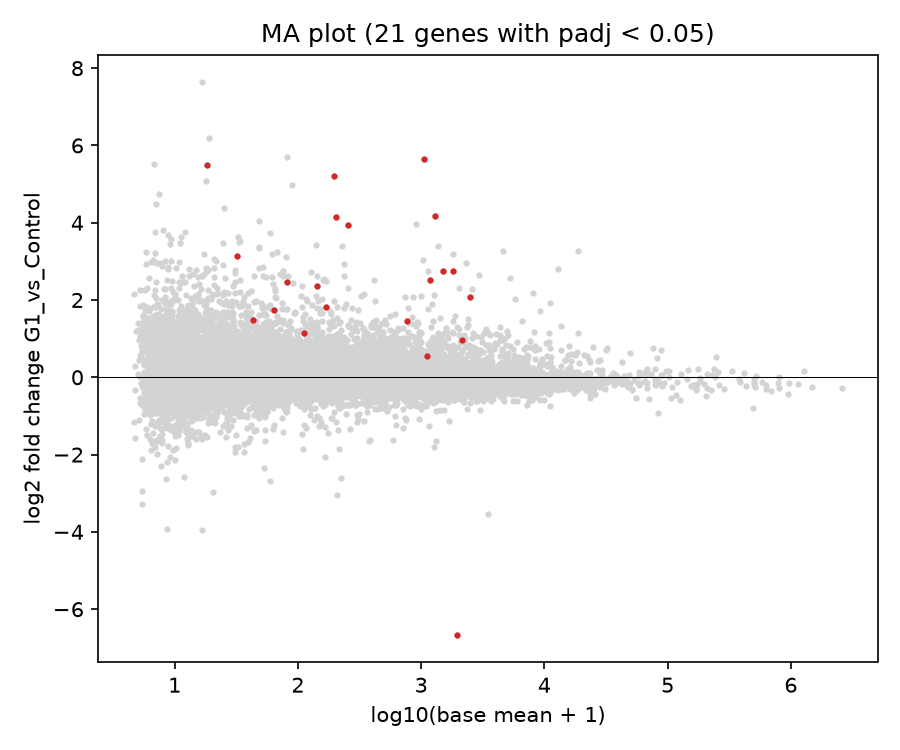 MA plot (21 genes with padj < 0.05)
log2 fold change G1_vs_Control
8
6
4
2
0
−2
−4
−6
1 2 3 4 5 6
log10(base mean + 1)